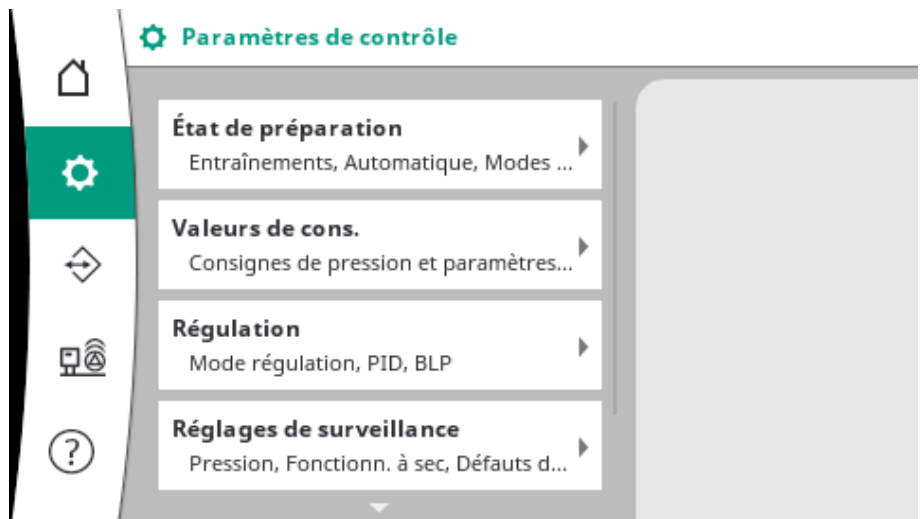 Paramètres de contrôle
État de préparation
Entraînements, Automatique, Modes ...
Valeurs de cons.
Consignes de pression et paramètres...
Régulation
Mode régulation, PID, BLP
Réglages de surveillance
Pression, Fonctionn. à sec, Défauts d...
?